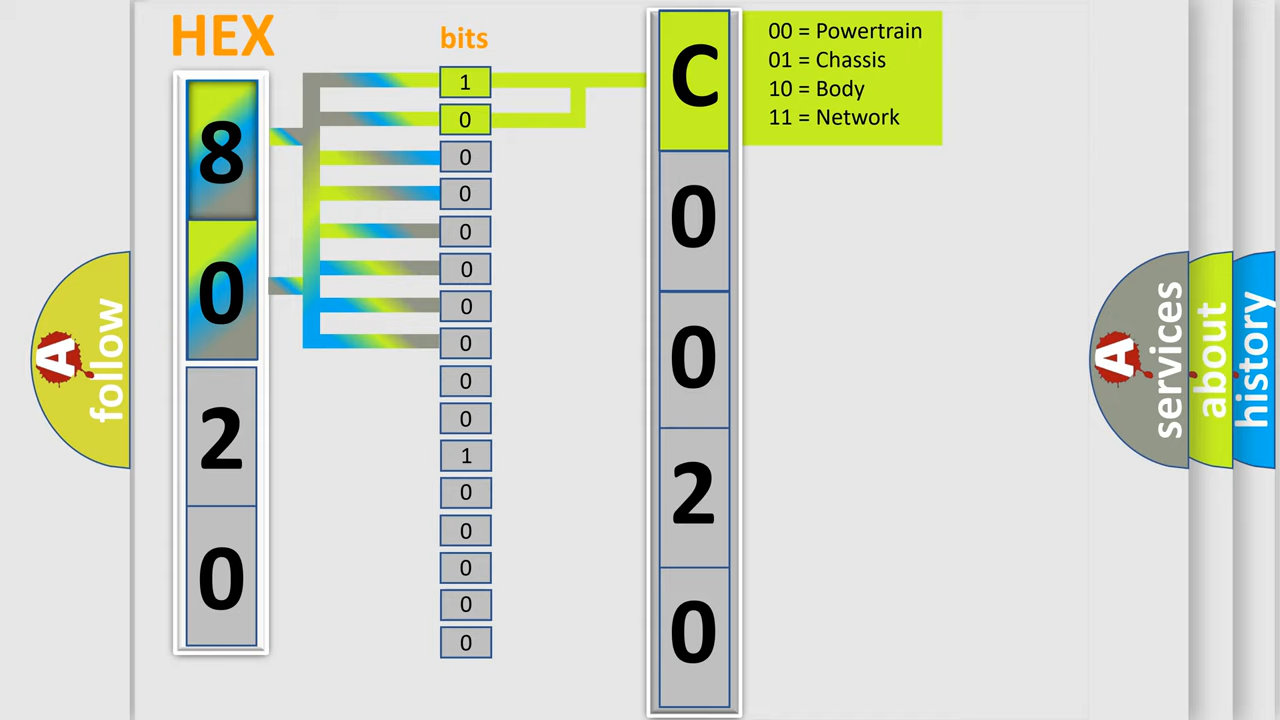 HEX
8
0
2
0
bits
1
0
0
0
0
0
0
0
0
0
1
0
0
0
0
0
C
0
0
2
0
00 = Powertrain
01 = Chassis
10 = Body
11 = Network
A follow
A services
about
history